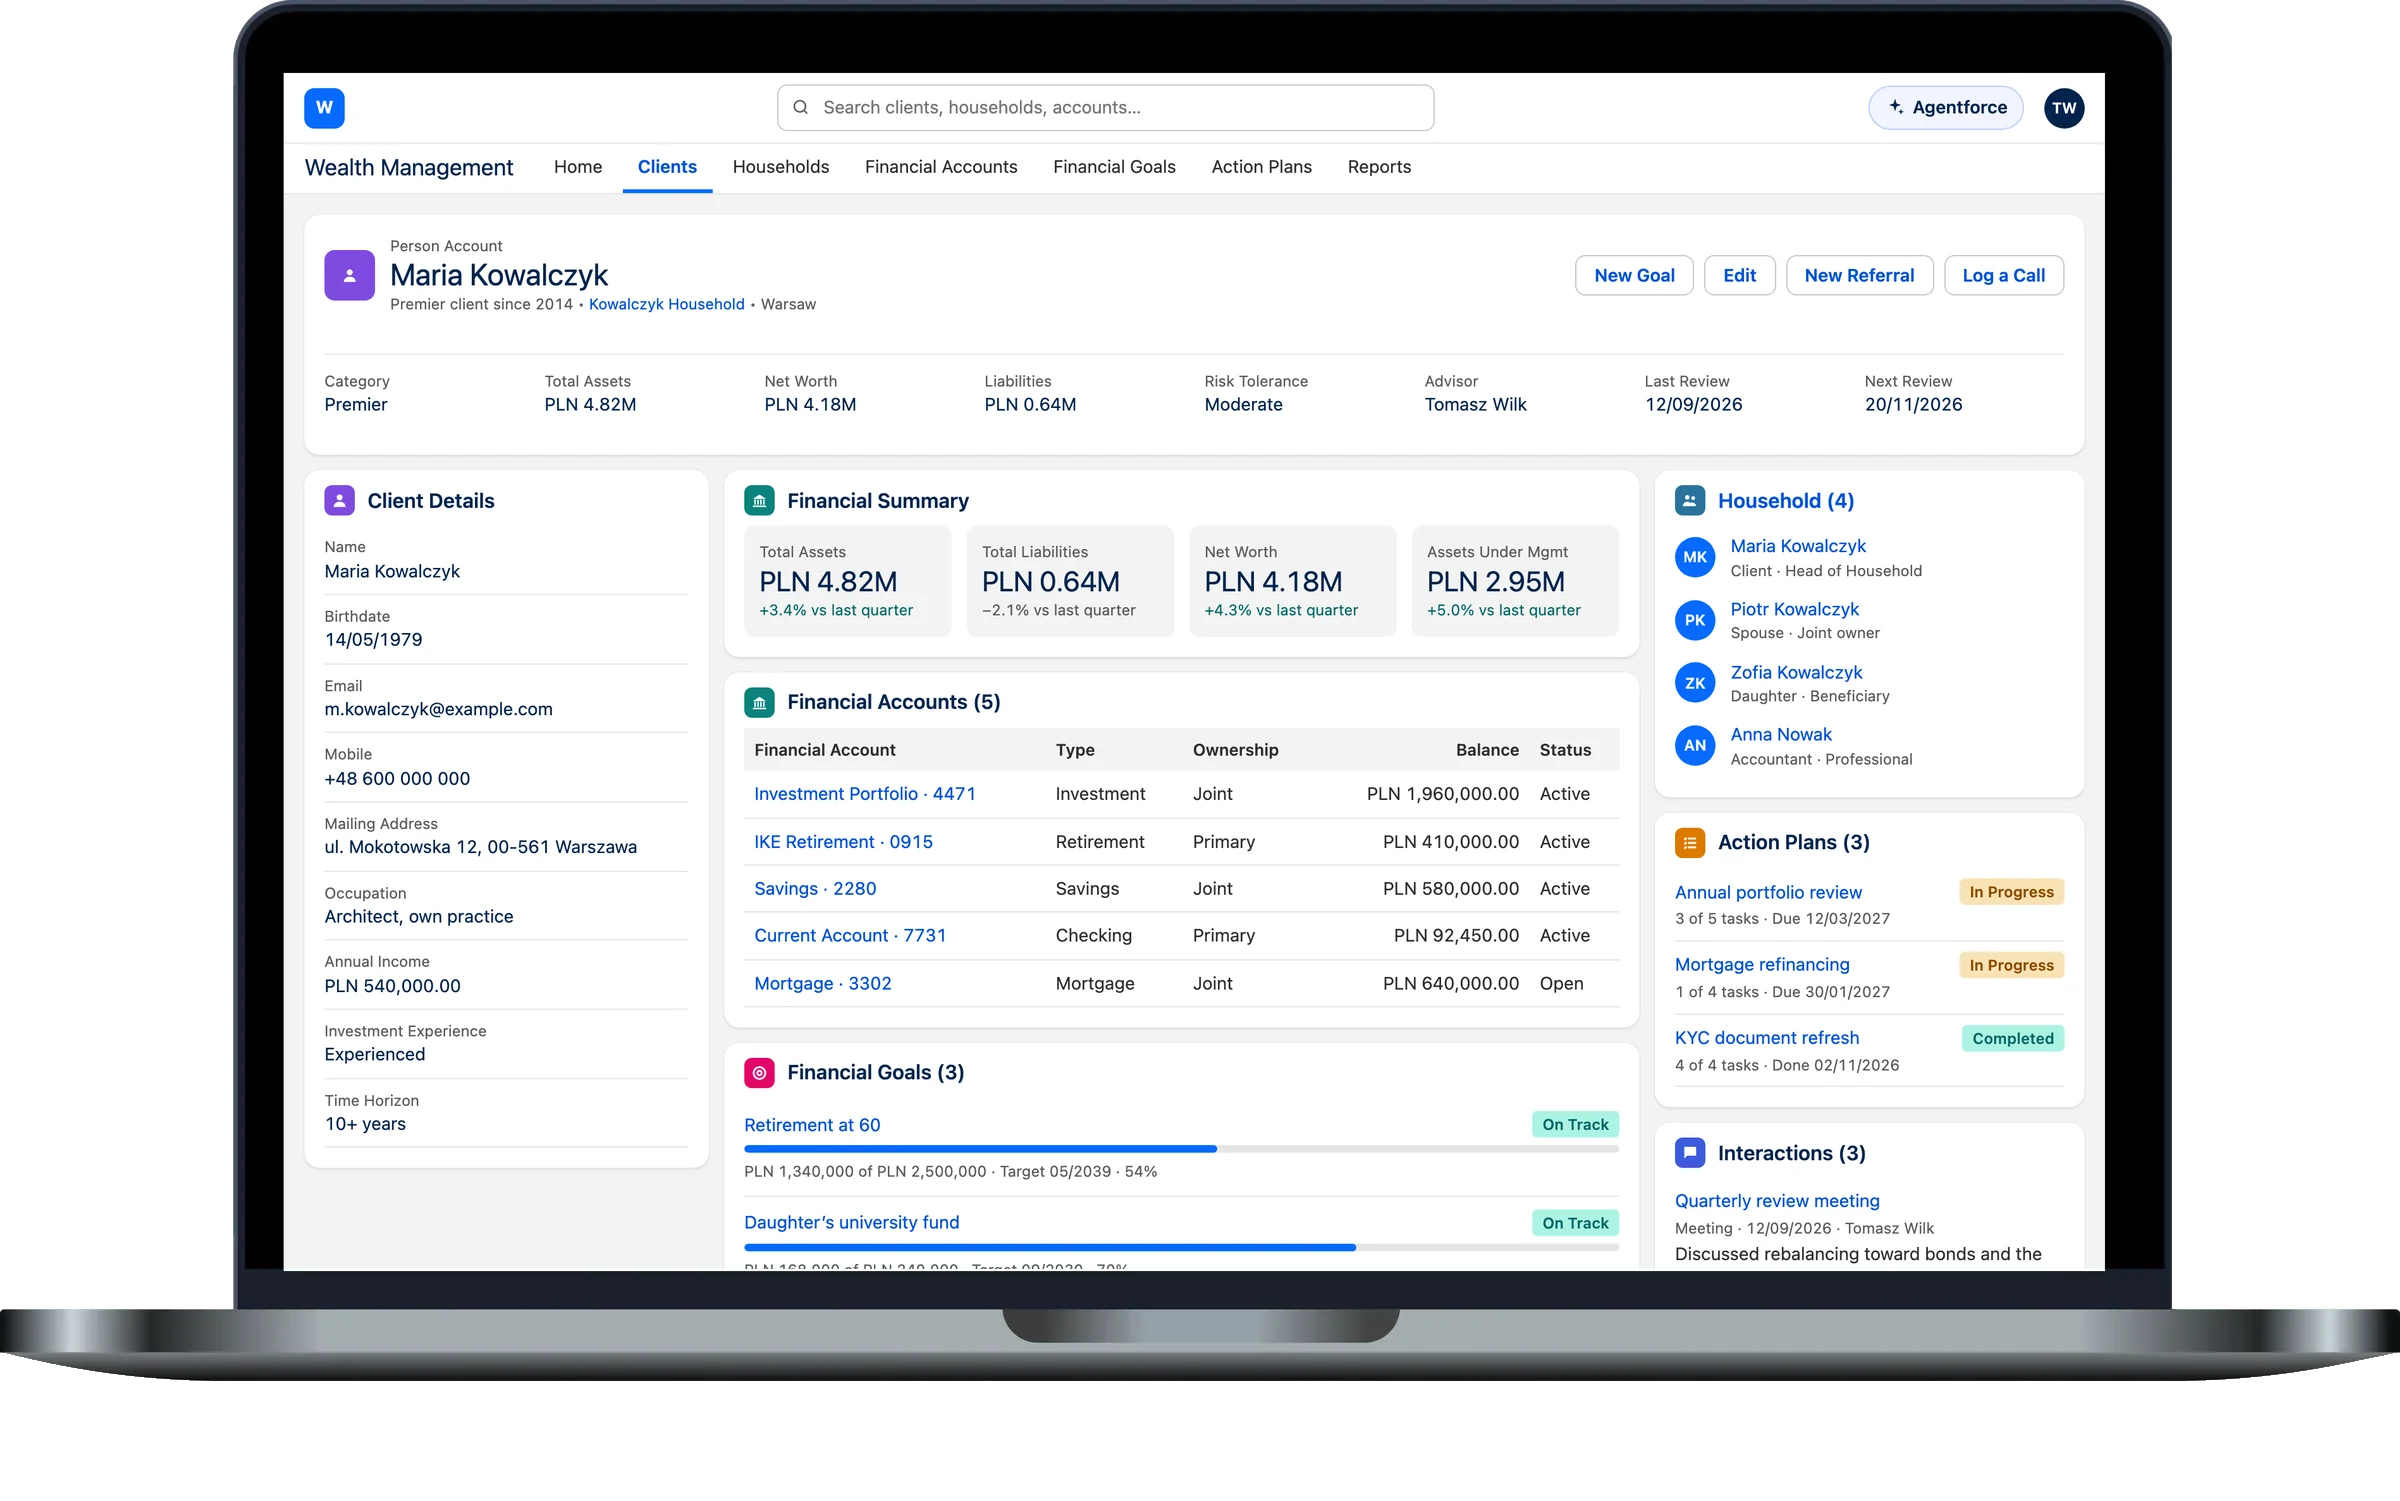 W
Search clients, households, accounts...
Agentforce
TW
Wealth Management
Home
Clients
Households
Financial Accounts
Financial Goals
Action Plans
Reports
Person Account
Maria Kowalczyk
Premier client since 2014 • Kowalczyk Household • Warsaw
New Goal
Edit
New Referral
Log a Call
Category
Premier
Total Assets
PLN 4.82M
Net Worth
PLN 4.18M
Liabilities
PLN 0.64M
Risk Tolerance
Moderate
Advisor
Tomasz Wilk
Last Review
12/09/2026
Next Review
20/11/2026
Client Details
Name
Maria Kowalczyk
Birthdate
14/05/1979
Email
m.kowalczyk@example.com
Mobile
+48 600 000 000
Mailing Address
ul. Mokotowska 12, 00-561 Warszawa
Occupation
Architect, own practice
Annual Income
PLN 540,000.00
Investment Experience
Experienced
Time Horizon
10+ years
Financial Summary
Total Assets
PLN 4.82M
+3.4% vs last quarter
Total Liabilities
PLN 0.64M
−2.1% vs last quarter
Net Worth
PLN 4.18M
+4.3% vs last quarter
Assets Under Mgmt
PLN 2.95M
+5.0% vs last quarter
Financial Accounts (5)
Financial Account Type Ownership Balance Status
Investment Portfolio · 4471 Investment Joint PLN 1,960,000.00 Active
IKE Retirement · 0915 Retirement Primary PLN 410,000.00 Active
Savings · 2280 Savings Joint PLN 580,000.00 Active
Current Account · 7731 Checking Primary PLN 92,450.00 Active
Mortgage · 3302 Mortgage Joint PLN 640,000.00 Open
Financial Goals (3)
Retirement at 60
On Track
PLN 1,340,000 of PLN 2,500,000 · Target 05/2039 · 54%
Daughter’s university fund
On Track
PLN 168,000 of PLN 240,000 · Target 09/2030 · 70%
Household (4)
MK
Maria Kowalczyk
Client · Head of Household
PK
Piotr Kowalczyk
Spouse · Joint owner
ZK
Zofia Kowalczyk
Daughter · Beneficiary
AN
Anna Nowak
Accountant · Professional
Action Plans (3)
Annual portfolio review
In Progress
3 of 5 tasks · Due 12/03/2027
Mortgage refinancing
In Progress
1 of 4 tasks · Due 30/01/2027
KYC document refresh
Completed
4 of 4 tasks · Done 02/11/2026
Interactions (3)
Quarterly review meeting
Meeting · 12/09/2026 · Tomasz Wilk
Discussed rebalancing toward bonds and the